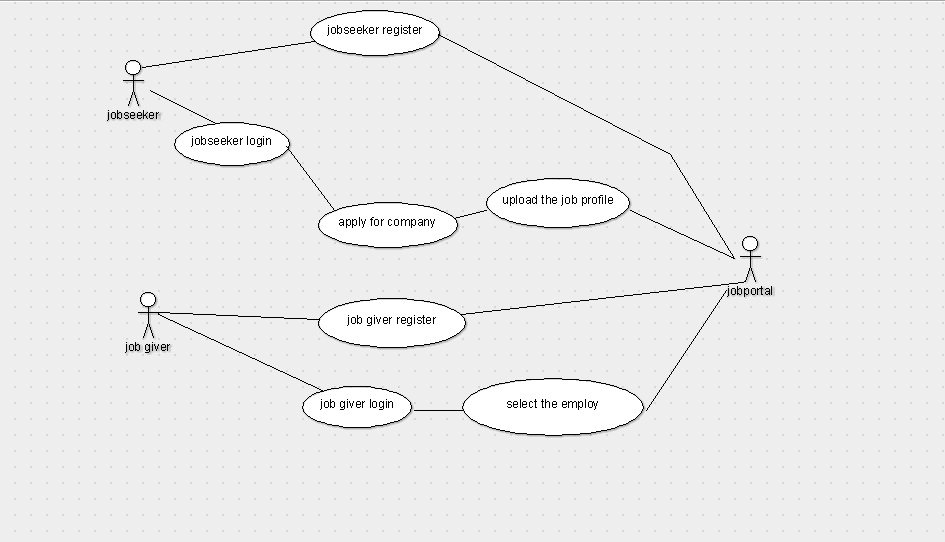 jobseeker register
jobseeker
jobseeker login
upload the job profile
apply for company
jobportal
job giver register
job giver
job giver login
select the employ